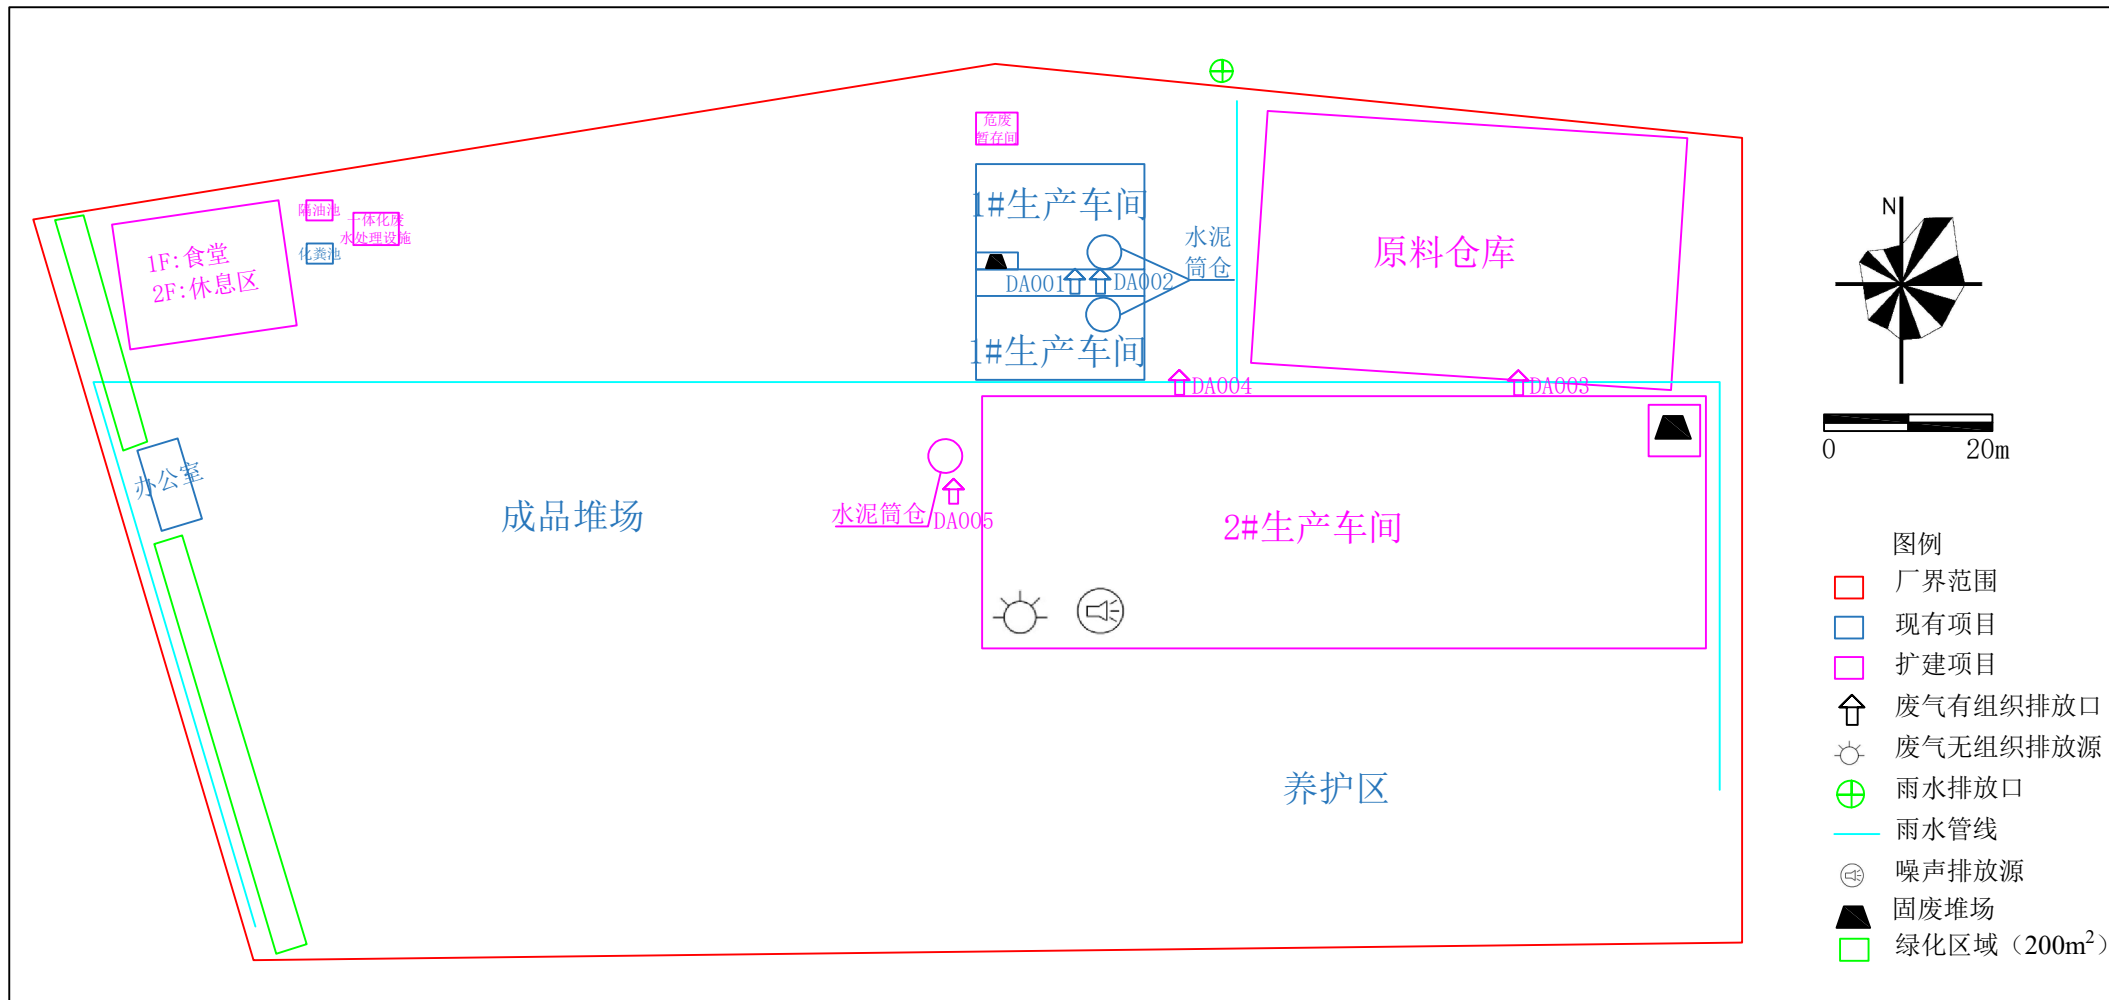 危废
暂存间
隔油池
一体化废
水处理设施
化粪池
1F:食堂
2F:休息区
1#生产车间
水泥
筒仓
DA001
DA002
1#生产车间
原料仓库
N
0
20m
DA004
DA003
办公室
成品堆场
水泥筒仓
DA005
2#生产车间
养护区
图例
厂界范围
现有项目
扩建项目
废气有组织排放口
废气无组织排放源
雨水排放口
雨水管线
噪声排放源
固废堆场
绿化区域（200m²）